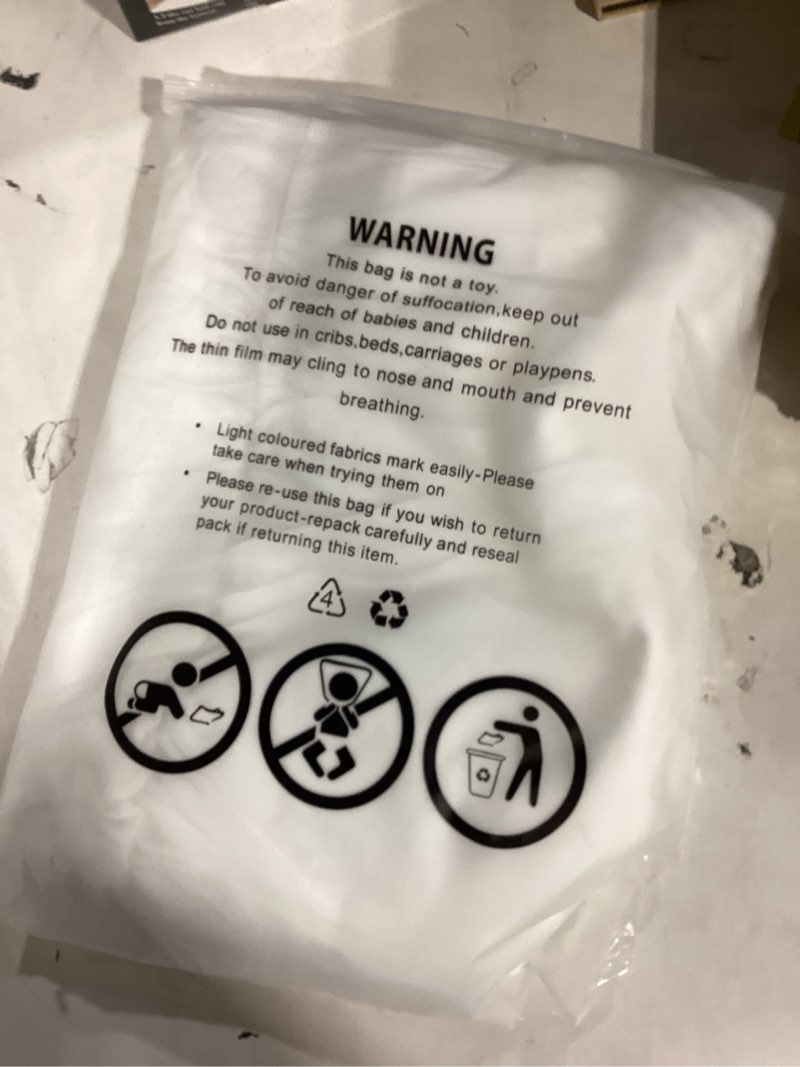 WARNING
This bag is not a toy.
To avoid danger of suffocation,keep out
of reach of babies and children.
Do not use in cribs,beds,carriages or playpens.
The thin film may cling to nose and mouth and prevent
breathing.
• Light coloured fabrics mark easily-Please
take care when trying them on
• Please re-use this bag if you wish to return
your product-repack carefully and reseal
pack if returning this item.
4